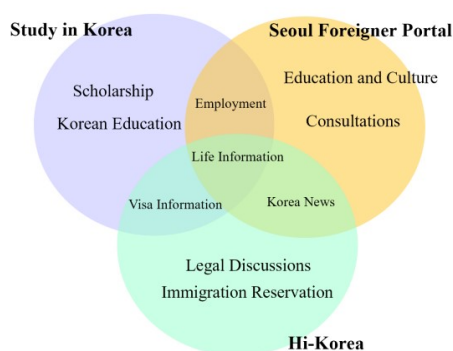 Study in Korea
Seoul Foreigner Portal
Scholarship
Korean Education
Employment
Education and Culture
Consultations
Life Information
Visa Information
Korea News
Legal Discussions
Immigration Reservation
Hi-Korea